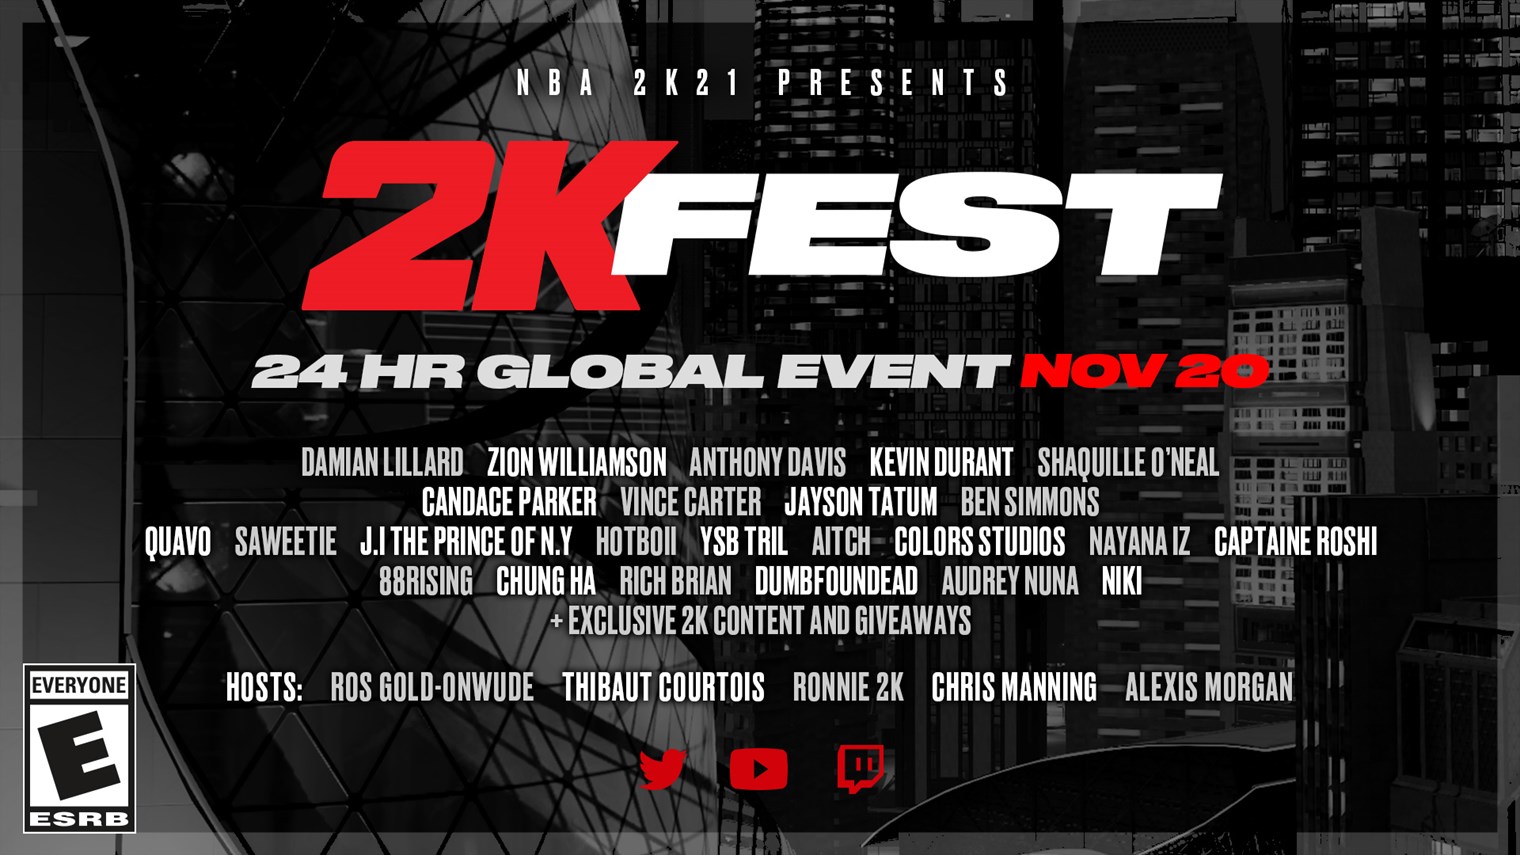 NBA 2K21 PRESENTS
2KFEST
24 HR GLOBAL EVENT NOV 20
DAMIAN LILLARD ZION WILLIAMSON ANTHONY DAVIS KEVIN DURANT SHAQUILLE O'NEAL
CANDACE PARKER VINCE CARTER JAYSON TATUM BEN SIMMONS
QUAVO SAWEETIE J.I THE PRINCE OF N.Y HOTBOII YSB TRIL AITCH COLORS STUDIOS NAYANA IZ CAPTAINE ROSHI
88RISING CHUNG HA RICH BRIAN DUMBFOUNDEAD AUDREY NUNA NIKI
+ EXCLUSIVE 2K CONTENT AND GIVEAWAYS
HOSTS: ROS GOLD-ONWUDE THIBAUT COURTOIS RONNIE 2K CHRIS MANNING ALEXIS MORGAN
EVERYONE
E
ESRB